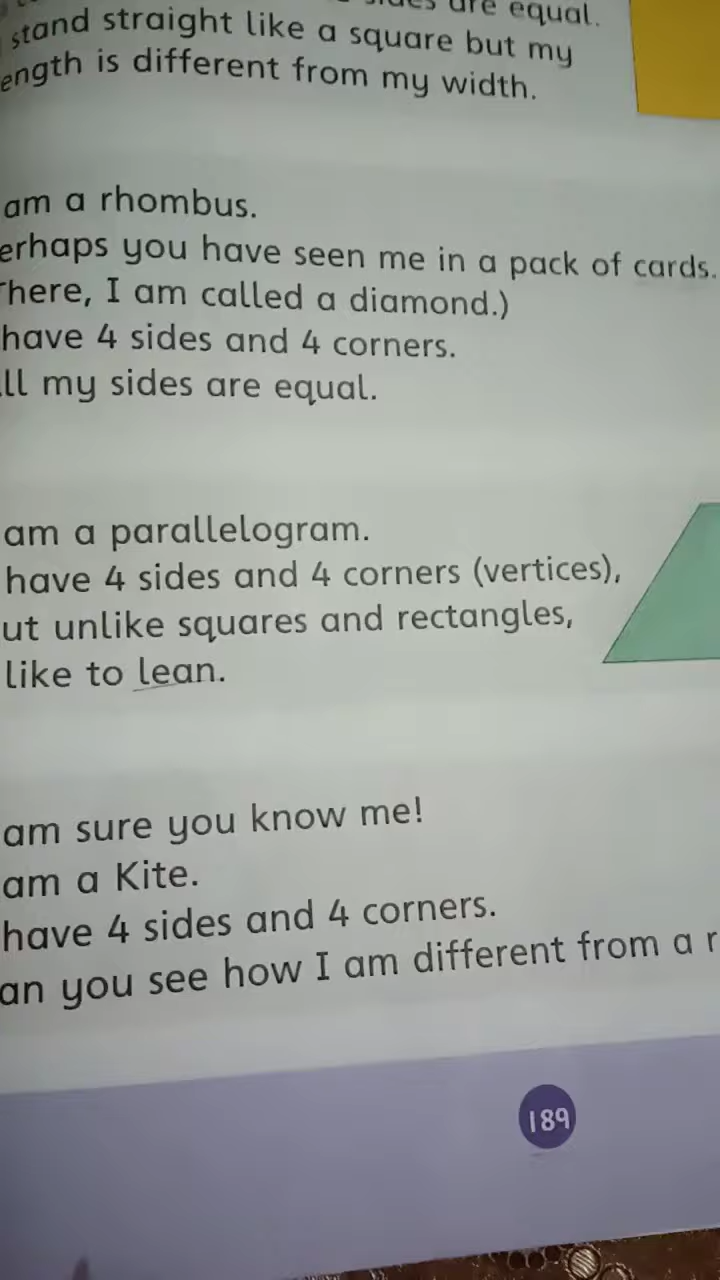 are equal.
stand straight like a square but my
ength is different from my width.
am a rhombus.
erhaps you have seen me in a pack of cards.
here, I am called a diamond.)
have 4 sides and 4 corners.
ll my sides are equal.
am a parallelogram.
have 4 sides and 4 corners (vertices),
ut unlike squares and rectangles,
like to lean.
am sure you know me!
am a Kite.
have 4 sides and 4 corners.
an you see how I am different from a r
189